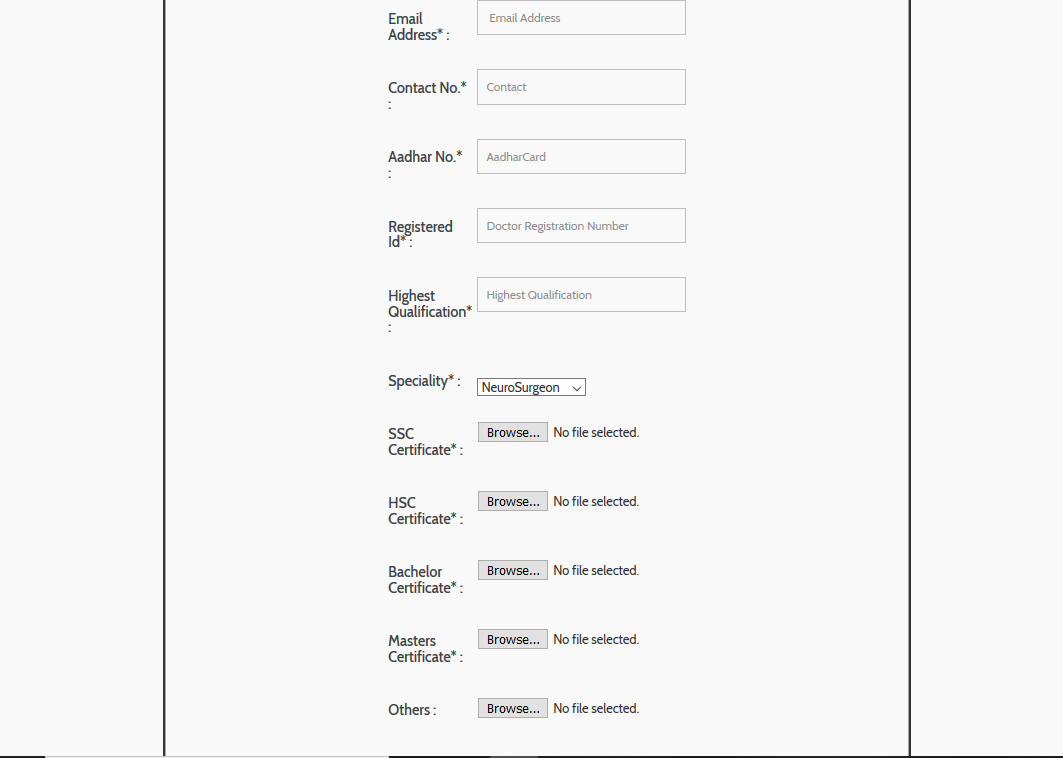 Email
Address* :
Email Address
Contact No.*
:
Contact
Aadhar No.*
:
AadharCard
Registered
Id* :
Doctor Registration Number
Highest
Qualification*
:
Highest Qualification
Speciality* :
NeuroSurgeon
SSC
Certificate* :
Browse... No file selected.
HSC
Certificate* :
Browse... No file selected.
Bachelor
Certificate* :
Browse... No file selected.
Masters
Certificate* :
Browse... No file selected.
Others :
Browse... No file selected.